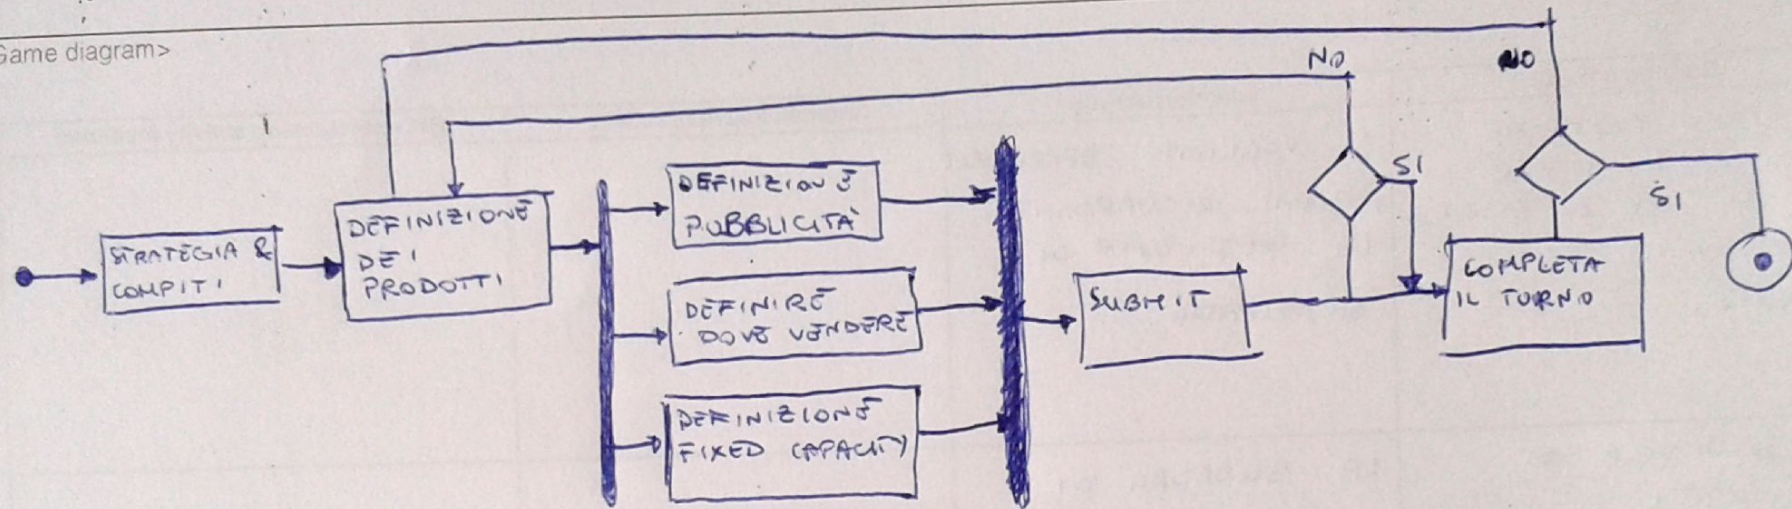 Game diagram>
NO
NO
STRATEGIA &
COMPITI
DEFINIZIONE
DEI
PRODOTTI
DEFINIZIONE
PUBBLICITÀ
DEFINIRE
DOVE VENDERE
DEFINIZIONE
FIXED CAPACITY
SUBMIT
SI
COMPLETA
IL TURNO
SI